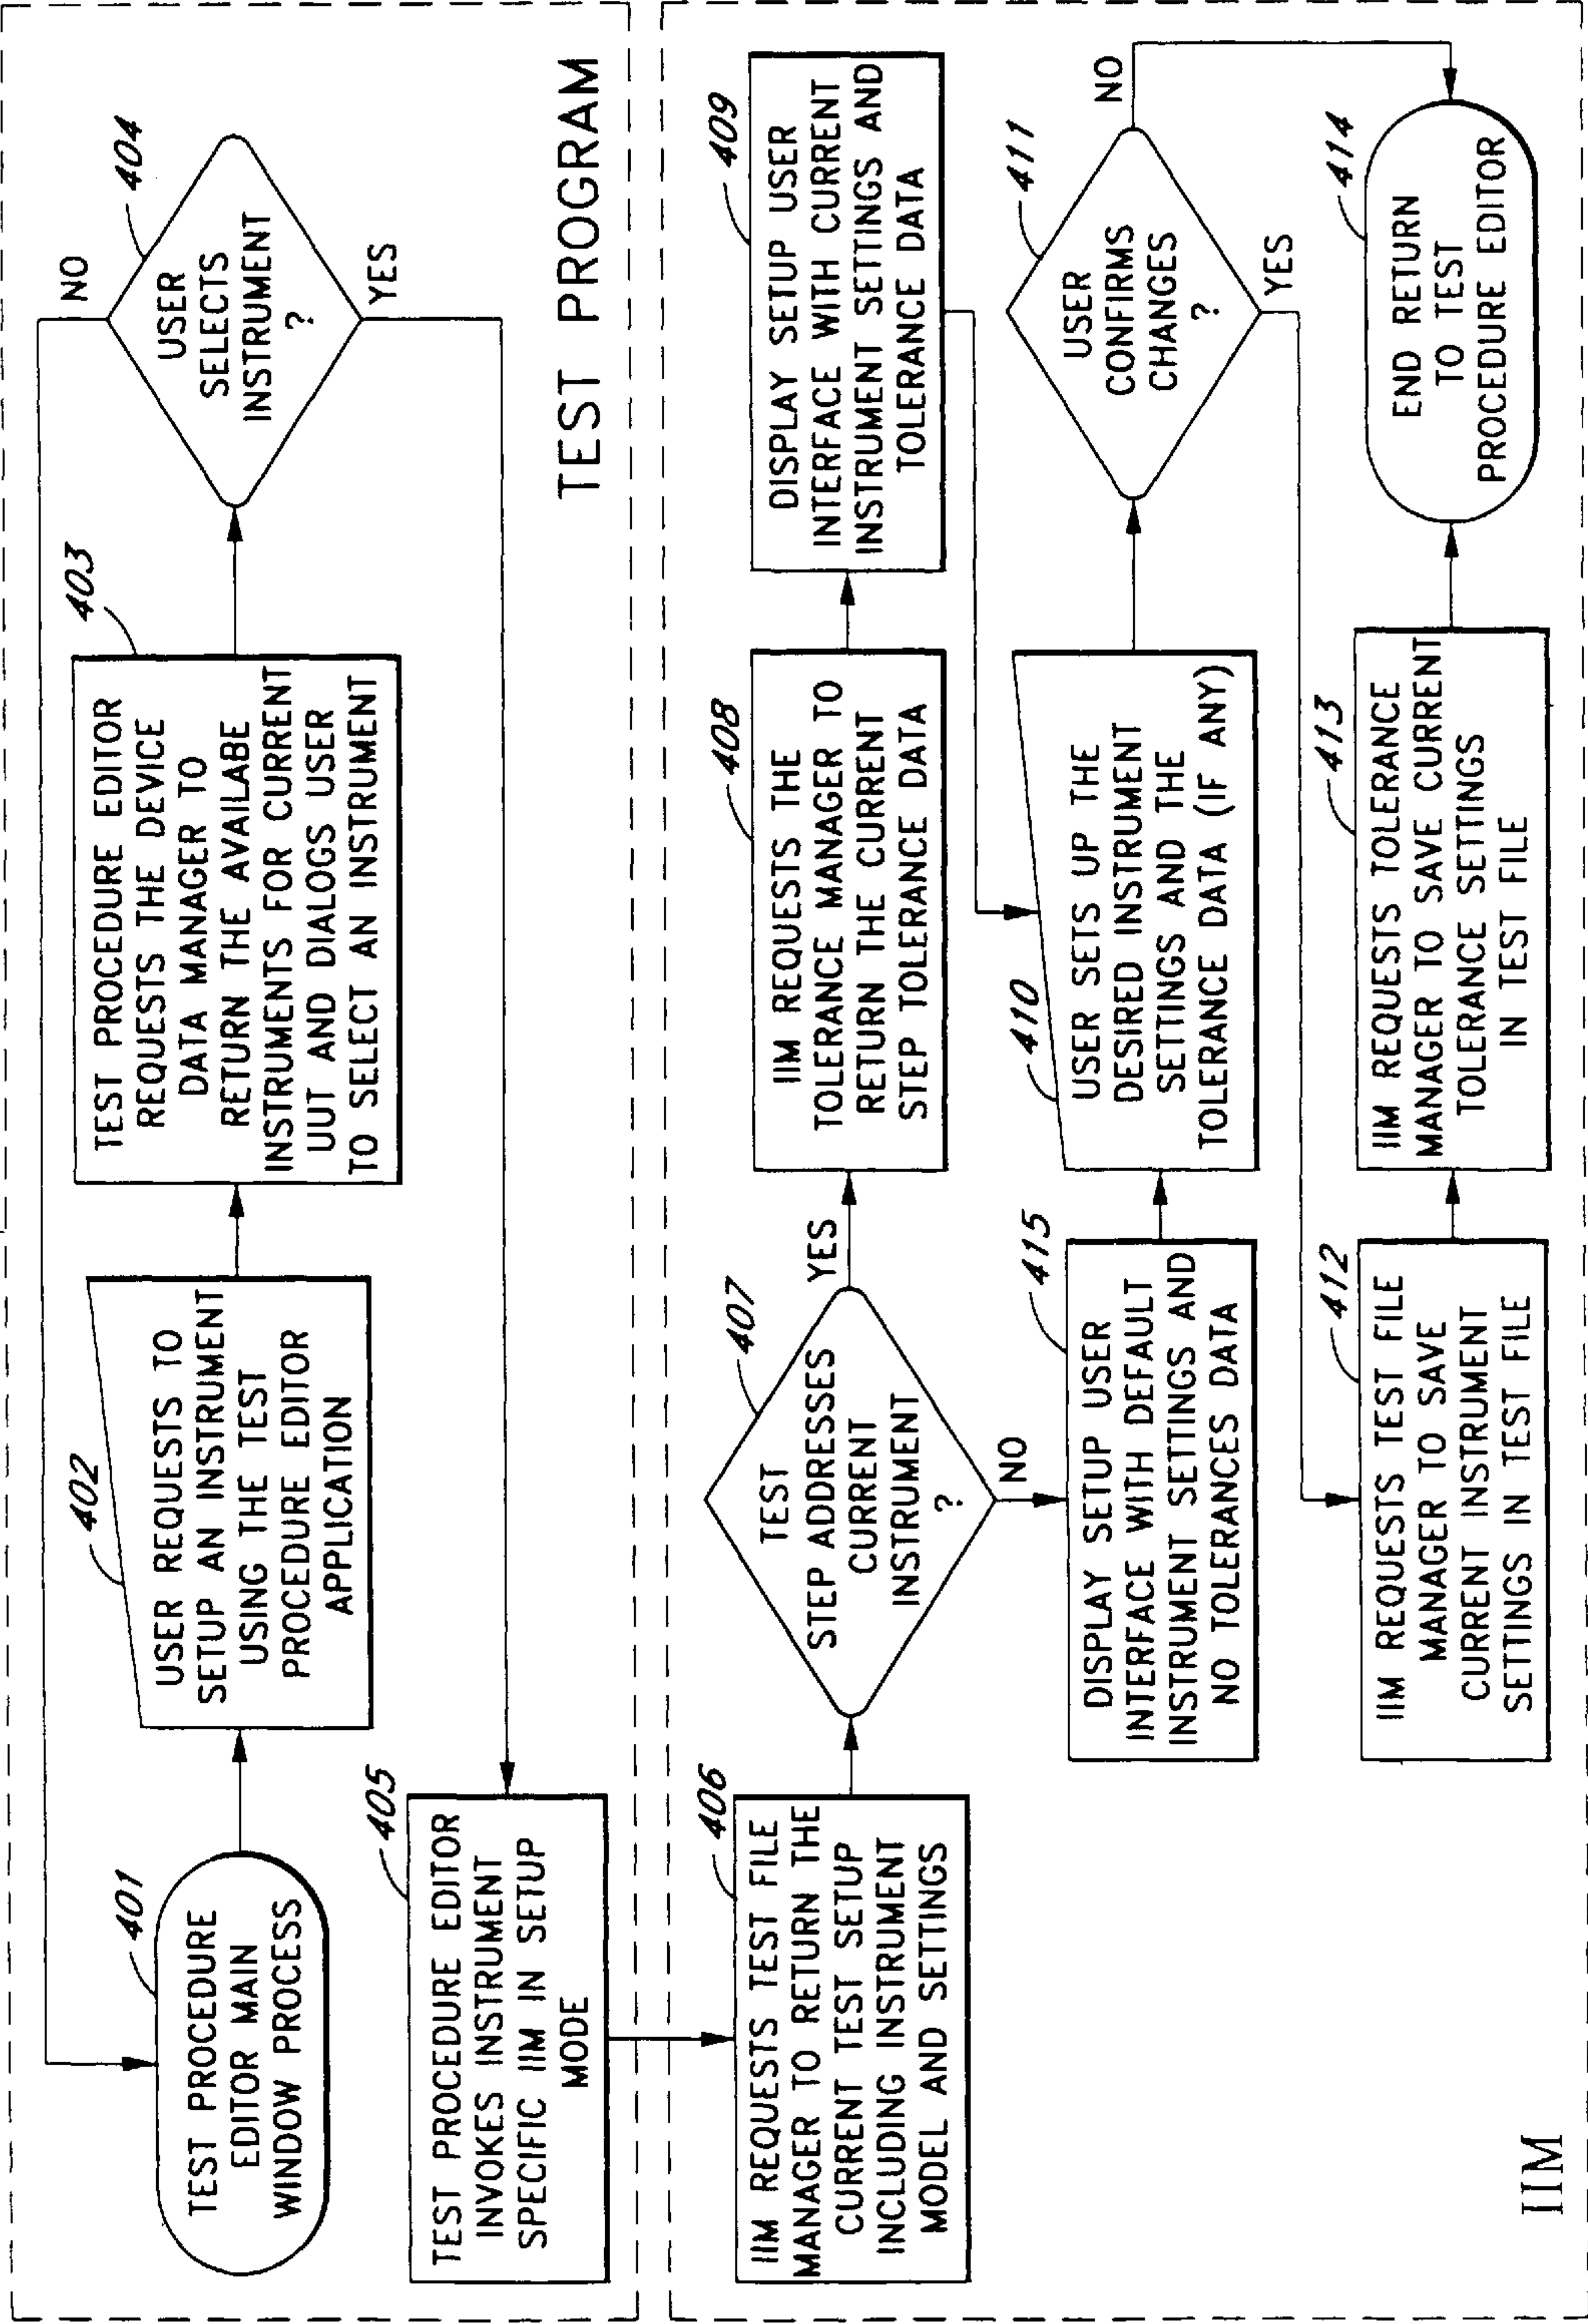 401
TEST PROCEDURE
EDITOR MAIN
WINDOW PROCESS
402
USER REQUESTS TO
SETUP AN INSTRUMENT
USING THE TEST
PROCEDURE EDITOR
APPLICATION
403
TEST PROCEDURE EDITOR
REQUESTS THE DEVICE
DATA MANAGER TO
RETURN THE AVAILABE
INSTRUMENTS FOR CURRENT
UUT AND DIALOGS USER
TO SELECT AN INSTRUMENT
404
NO
USER
SELECTS
INSTRUMENT
?
YES
405
TEST PROCEDURE EDITOR
INVOKES INSTRUMENT
SPECIFIC IIM IN SETUP
MODE
TEST PROGRAM
406
IIM REQUESTS TEST FILE
MANAGER TO RETURN THE
CURRENT TEST SETUP
INCLUDING INSTRUMENT
MODEL AND SETTINGS
407
TEST
STEP ADDRESSES
CURRENT
INSTRUMENT
?
YES
NO
408
IIM REQUESTS THE
TOLERANCE MANAGER TO
RETURN THE CURRENT
STEP TOLERANCE DATA
409
DISPLAY SETUP USER
INTERFACE WITH CURRENT
INSTRUMENT SETTINGS AND
TOLERANCE DATA
415
DISPLAY SETUP USER
INTERFACE WITH DEFAULT
INSTRUMENT SETTINGS AND
NO TOLERANCES DATA
410
USER SETS UP THE
DESIRED INSTRUMENT
SETTINGS AND THE
TOLERANCE DATA (IF ANY)
411
NO
USER
CONFIRMS
CHANGES
?
YES
412
IIM REQUESTS TEST FILE
MANAGER TO SAVE
CURRENT INSTRUMENT
SETTINGS IN TEST FILE
413
IIM REQUESTS TOLERANCE
MANAGER TO SAVE CURRENT
TOLERANCE SETTINGS
IN TEST FILE
414
END RETURN
TO TEST
PROCEDURE EDITOR
IIM